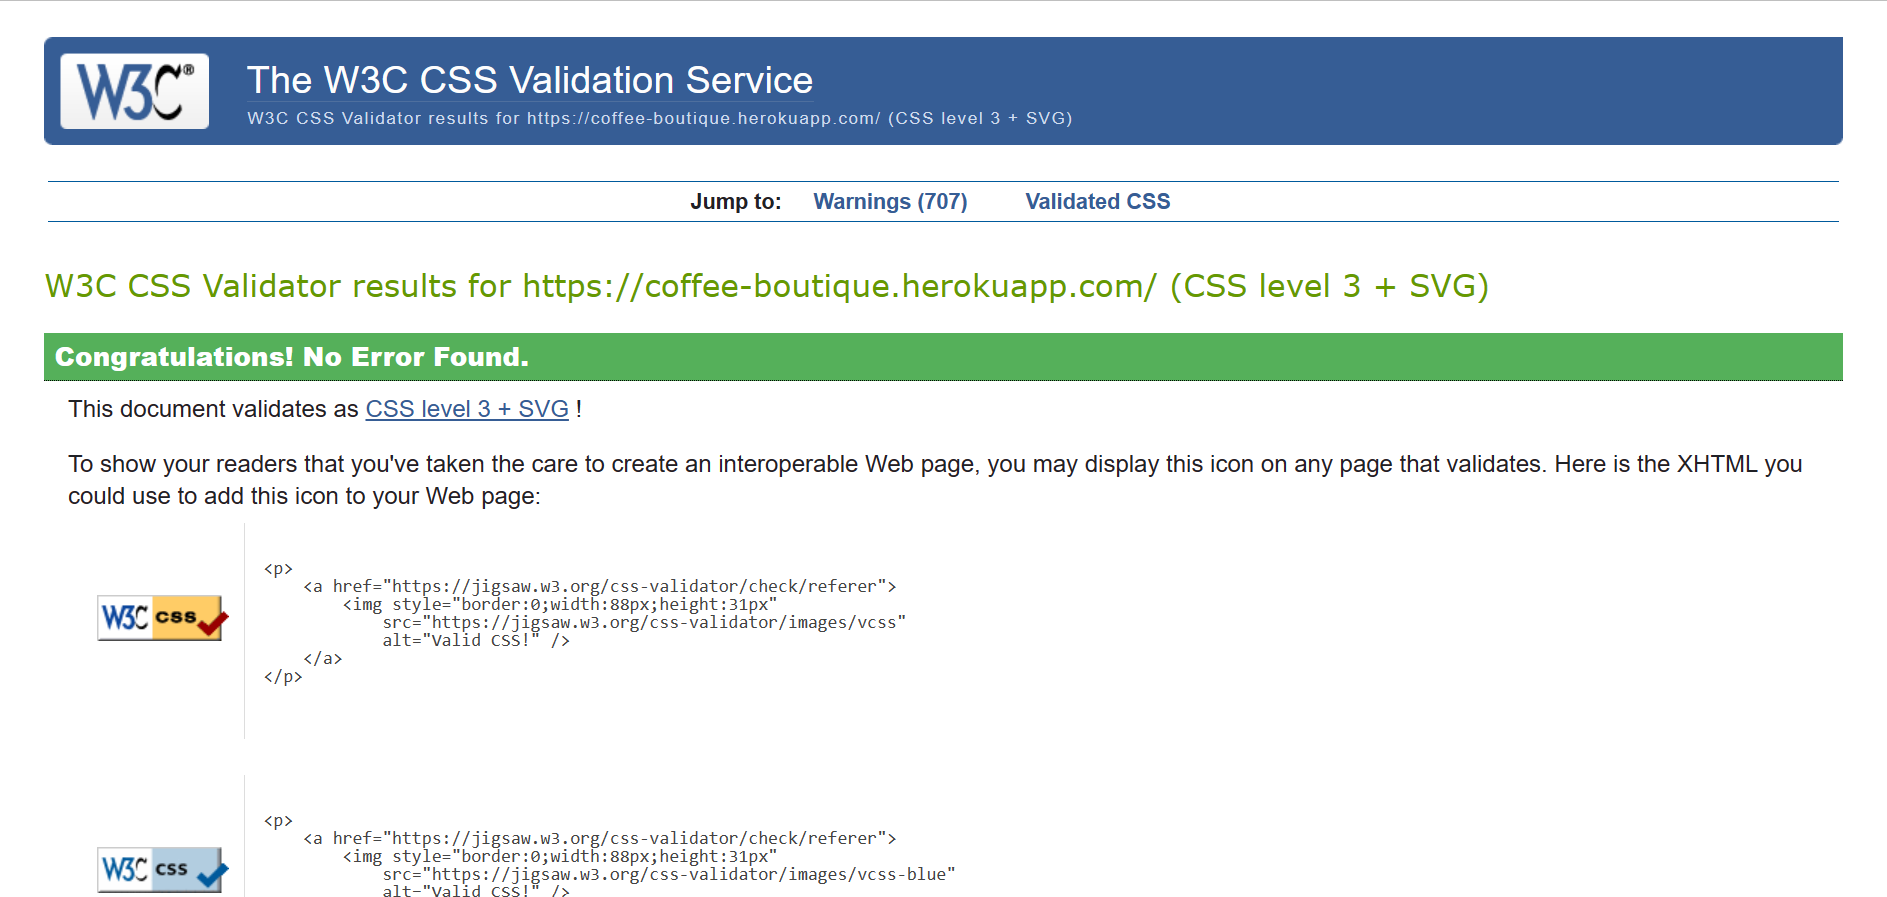 W3C®
The W3C CSS Validation Service
W3C CSS Validator results for https://coffee-boutique.herokuapp.com/ (CSS level 3 + SVG)
Jump to: Warnings (707) Validated CSS
W3C CSS Validator results for https://coffee-boutique.herokuapp.com/ (CSS level 3 + SVG)
Congratulations! No Error Found.
This document validates as CSS level 3 + SVG !
To show your readers that you've taken the care to create an interoperable Web page, you may display this icon on any page that validates. Here is the XHTML you
could use to add this icon to your Web page:
W3C css
<p>
<a href="https://jigsaw.w3.org/css-validator/check/referer">
<img style="border:0;width:88px;height:31px"
src="https://jigsaw.w3.org/css-validator/images/vcss"
alt="Valid CSS!" />
</a>
</p>
W3C css
<p>
<a href="https://jigsaw.w3.org/css-validator/check/referer">
<img style="border:0;width:88px;height:31px"
src="https://jigsaw.w3.org/css-validator/images/vcss-blue"
alt="Valid CSS!" />